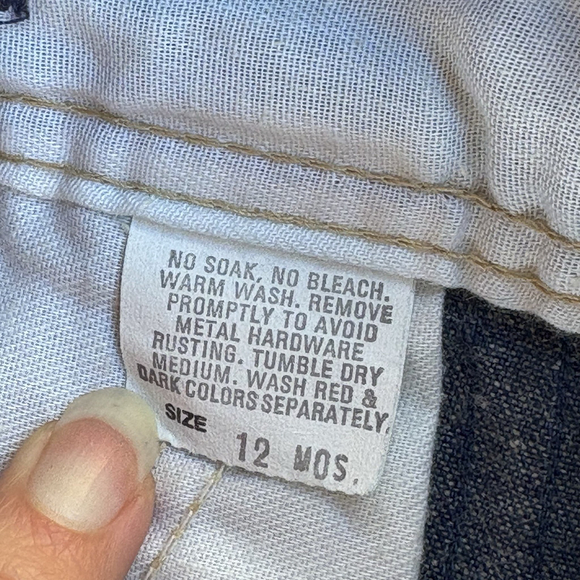 NO SOAK, NO BLEACH.
WARM WASH. REMOVE
PROMPTLY TO AVOID
METAL HARDWARE
RUSTING. TUMBLE DRY
MEDIUM. WASH RED &
DARK COLORS SEPARATELY.
SIZE 12 MOS.